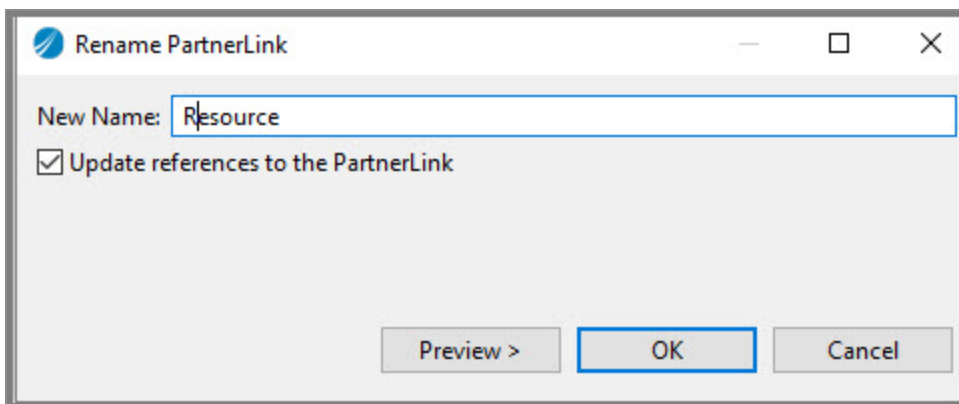 Rename PartnerLink
New Name: Resource
Update references to the PartnerLink
Preview > OK Cancel